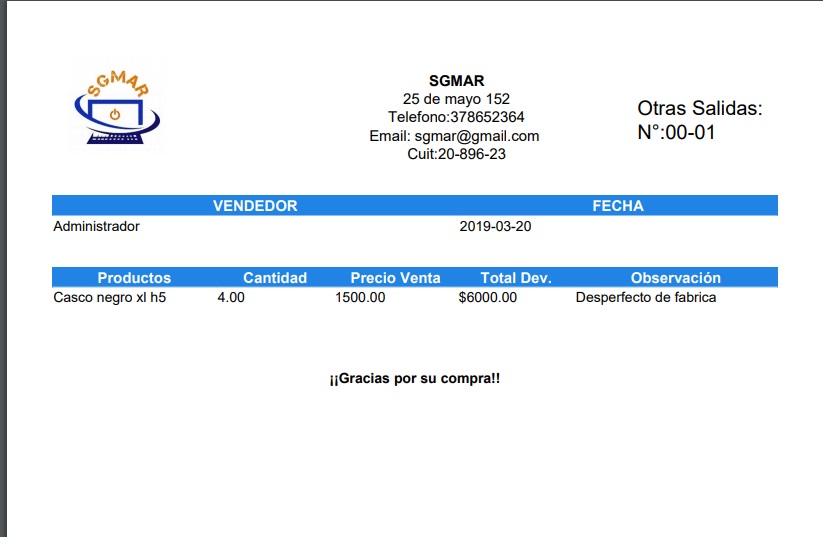 SGMAR
SGMAR
25 de mayo 152
Telefono:378652364
Email: sgmar@gmail.com
Cuit:20-896-23
Otras Salidas:
N°:00-01
VENDEDOR FECHA
Administrador 2019-03-20
Productos Cantidad Precio Venta Total Dev. Observación
Casco negro xl h5 4.00 1500.00 $6000.00 Desperfecto de fabrica
¡¡Gracias por su compra!!